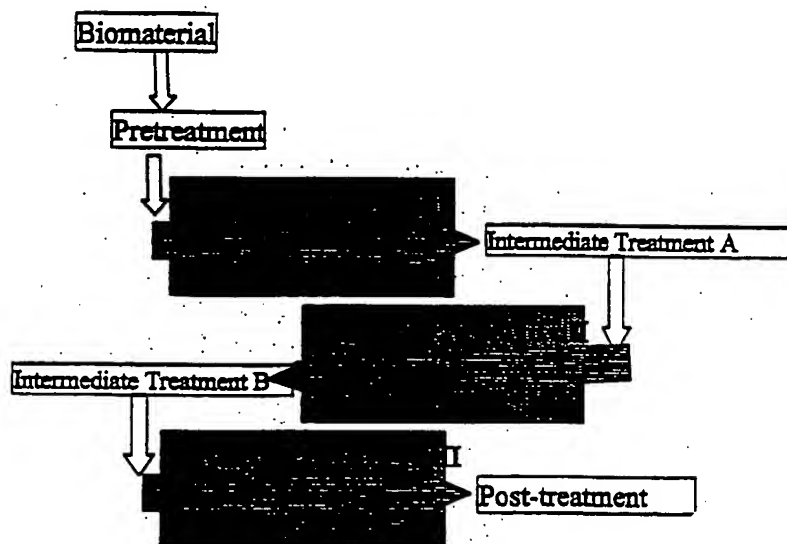 Biomaterial
Pretreatment
Intermediate Treatment A
Intermediate Treatment B
Post-treatment